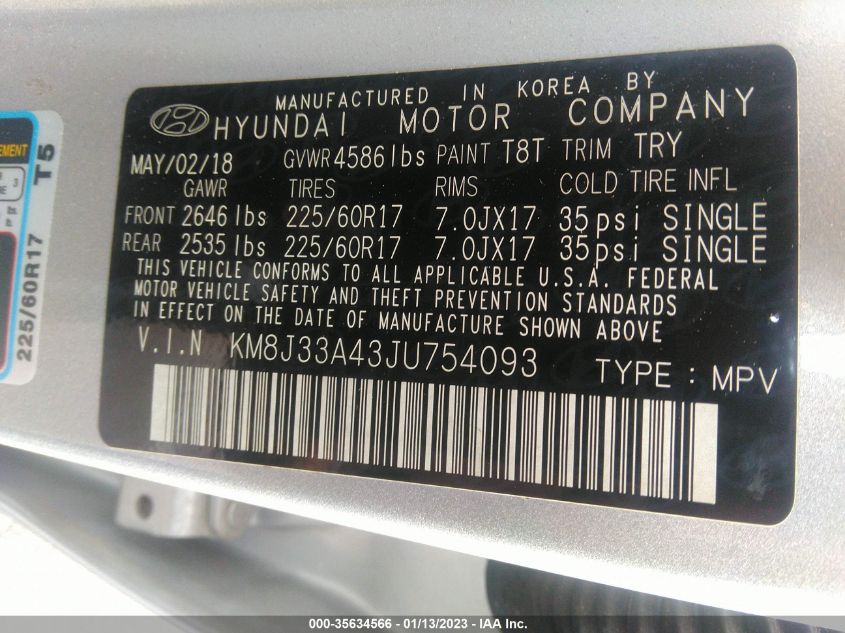 MANUFACTURED IN KOREA BY
HYUNDAI MOTOR COMPANY
MAY/02/18 GVWR 4586lbs PAINT T8T TRIM TRY
GAWR TIRES RIMS COLD TIRE INFL
FRONT 2646 lbs 225/60R17 7.0JX17 35psi SINGLE
REAR 2535 lbs 225/60R17 7.0JX17 35psi SINGLE
THIS VEHICLE CONFORMS TO ALL APPLICABLE U.S.A. FEDERAL
MOTOR VEHICLE SAFETY AND THEFT PREVENTION STANDARDS
IN EFFECT ON THE DATE OF MANUFACTURE SHOWN ABOVE
V.I.N KM8J33A43JU754093 TYPE : MPV
T5
225/60R17
3
000-35634566 - 01/13/2023 - IAA Inc.